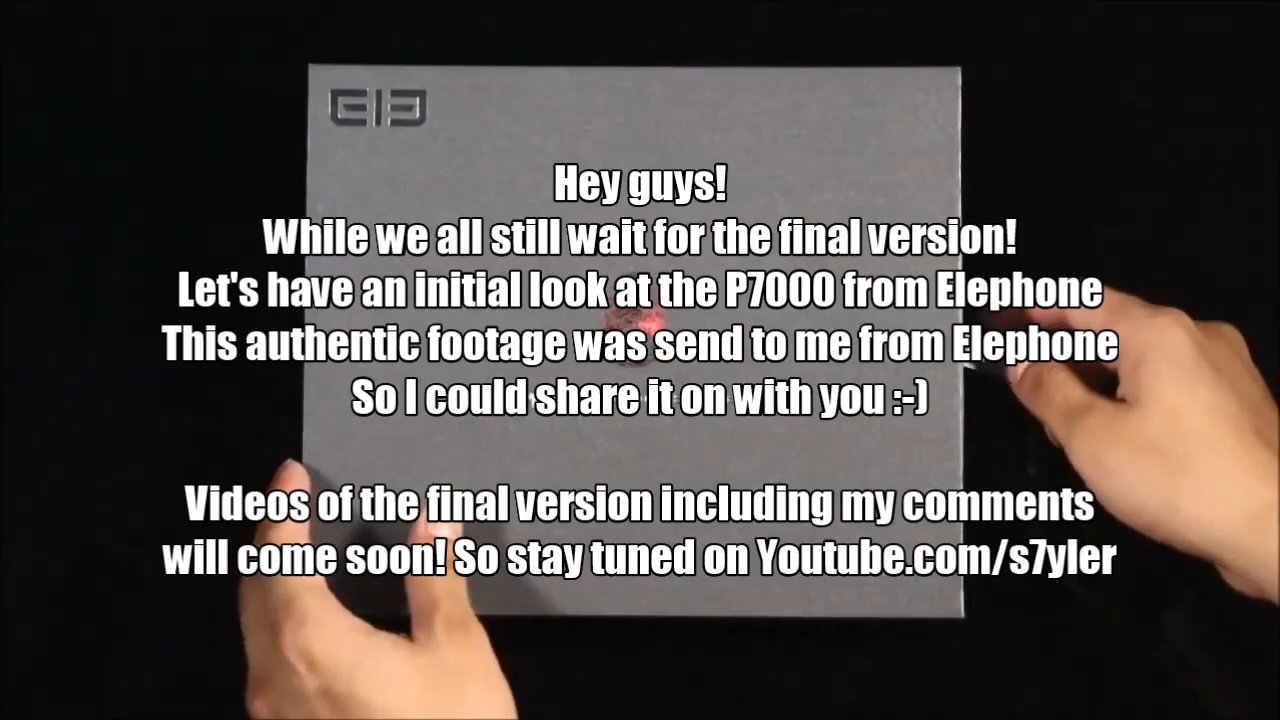 ELE
Hey guys!
While we all still wait for the final version!
Let's have an initial look at the P7000 from Elephone
This authentic footage was send to me from Elephone
So I could share it on with you :-)
Videos of the final version including my comments
will come soon! So stay tuned on Youtube.com/s7yler